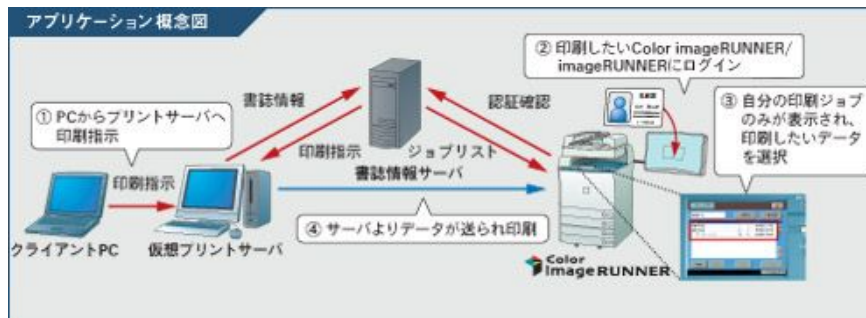 アプリケーション概念図
② 印刷したいColor imageRUNNER/
imageRUNNERにログイン
書誌情報
認証確認
① PCからプリントサーバへ
印刷指示
③ 自分の印刷ジョブ
のみが表示され、
印刷したいデータ
を選択
印刷指示
ジョブリスト
印刷指示
書誌情報サーバ
④ サーバよりデータが送られ印刷
クライアントPC
仮想プリントサーバ
Color
imageRUNNER